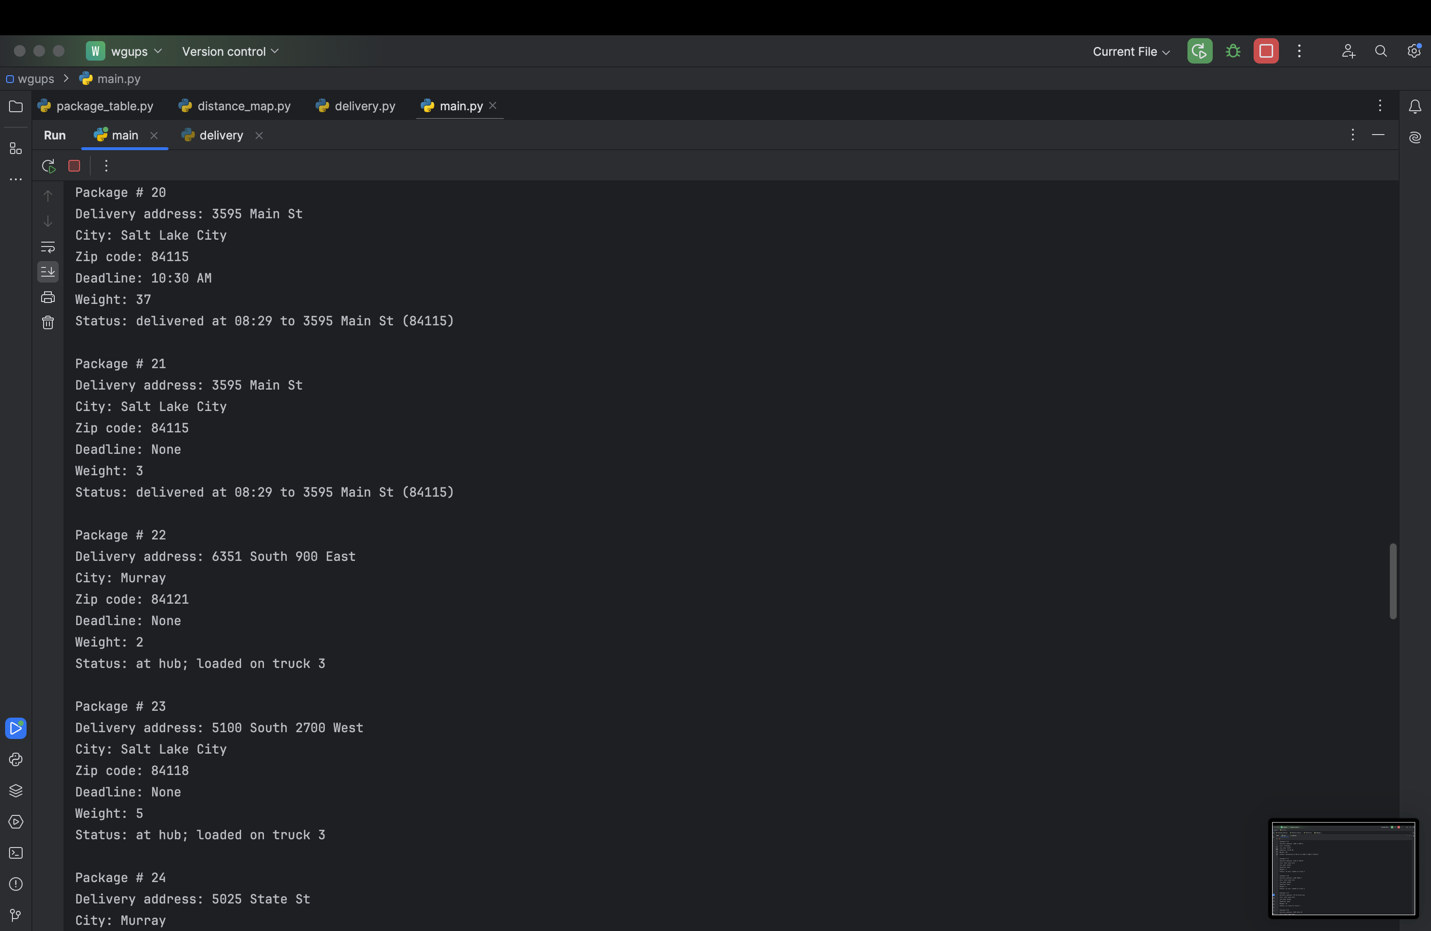 W wgups Version control Current File
wgups main.py
package_table.py distance_map.py delivery.py main.py
Run main delivery
Package # 20
Delivery address: 3595 Main St
City: Salt Lake City
Zip code: 84115
Deadline: 10:30 AM
Weight: 37
Status: delivered at 08:29 to 3595 Main St (84115)
Package # 21
Delivery address: 3595 Main St
City: Salt Lake City
Zip code: 84115
Deadline: None
Weight: 3
Status: delivered at 08:29 to 3595 Main St (84115)
Package # 22
Delivery address: 6351 South 900 East
City: Murray
Zip code: 84121
Deadline: None
Weight: 2
Status: at hub; loaded on truck 3
Package # 23
Delivery address: 5100 South 2700 West
City: Salt Lake City
Zip code: 84118
Deadline: None
Weight: 5
Status: at hub; loaded on truck 3
Package # 24
Delivery address: 5025 State St
City: Murray